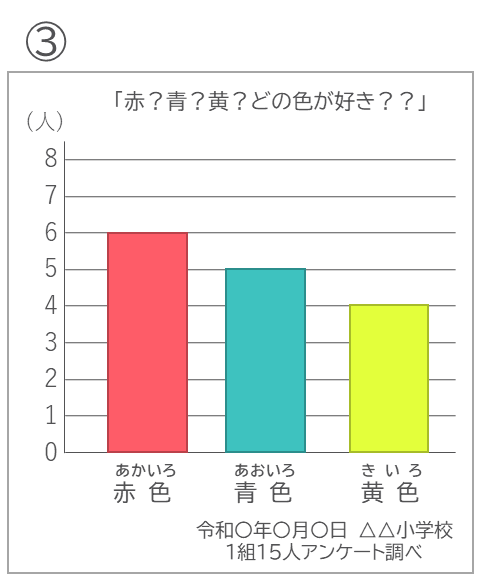 ③
「赤？青？黄？どの色が好き？？」
(人)
8
7
6
5
4
3
2
1
0
あかいろ あおいろ きいろ
赤色 青色 黄色
令和〇年〇月〇日 △△小学校
1組15人アンケート調べ